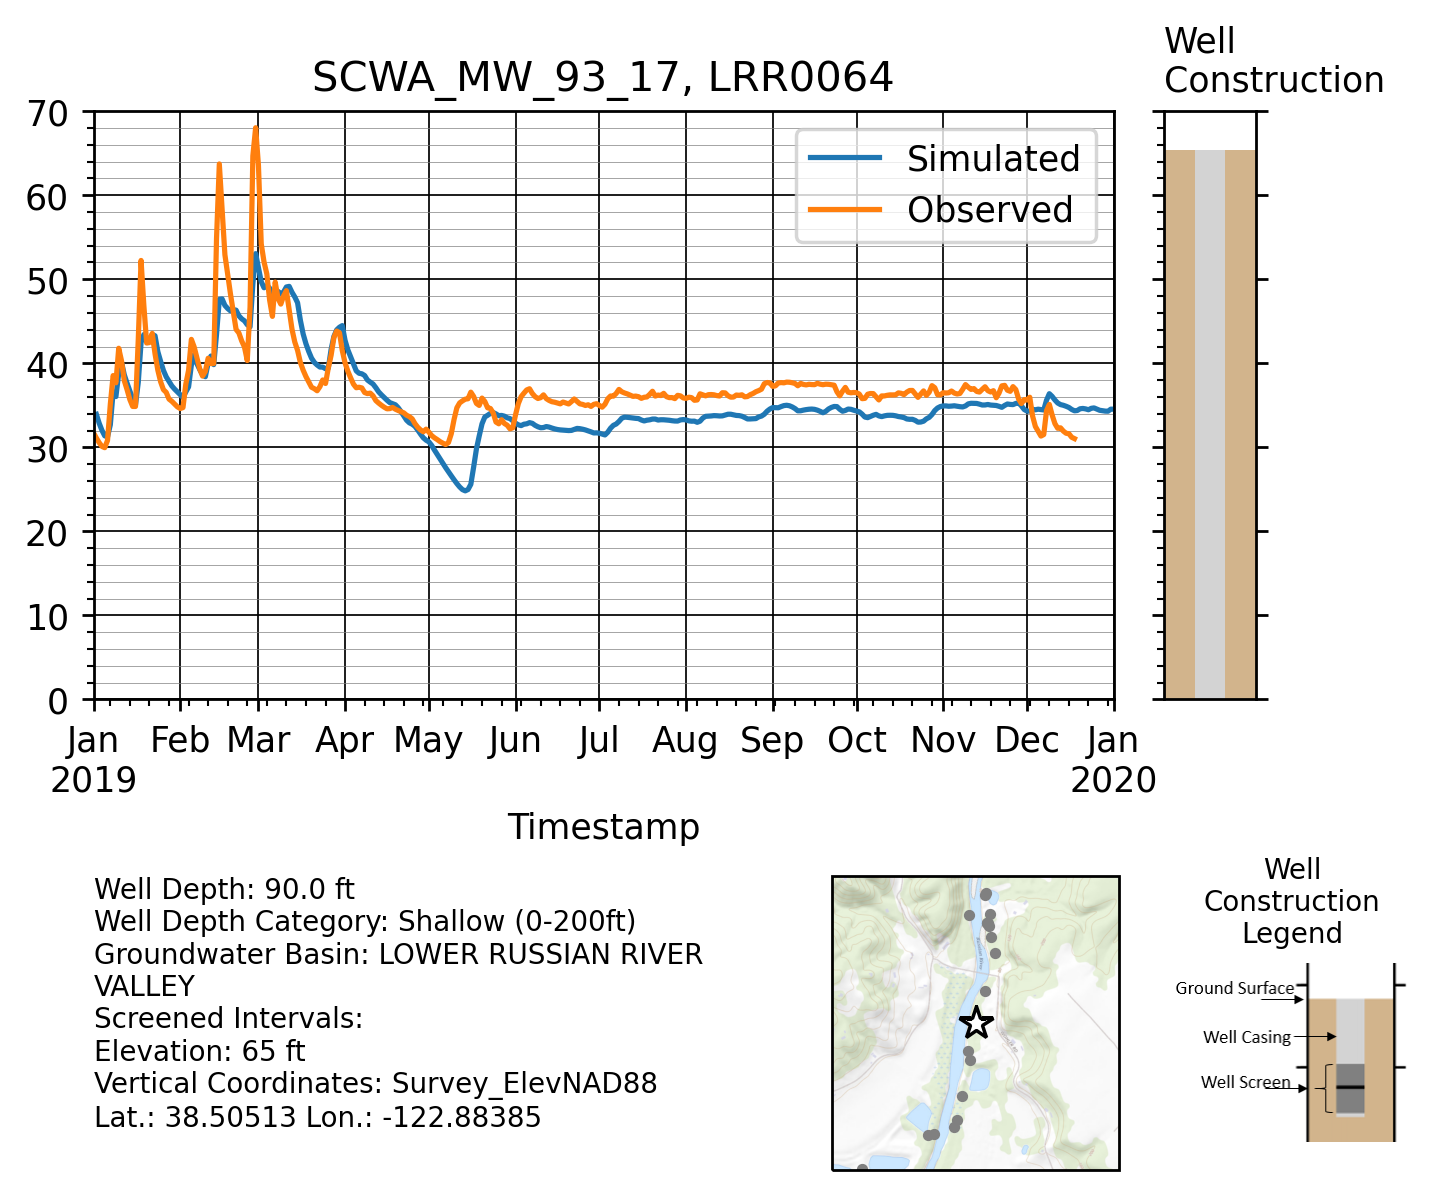 Well
Construction
SCWA_MW_93_17, LRR0064
70
60
50
40
30
20
10
0
Simulated
Observed
Jan Feb Mar Apr May Jun Jul Aug Sep Oct Nov Dec Jan
2019 2020
Timestamp
Well Depth: 90.0 ft
Well Depth Category: Shallow (0-200ft)
Groundwater Basin: LOWER RUSSIAN RIVER
VALLEY
Screened Intervals:
Elevation: 65 ft
Vertical Coordinates: Survey_ElevNAD88
Lat.: 38.50513 Lon.: -122.88385
Well
Construction
Legend
Ground Surface
Well Casing
Well Screen